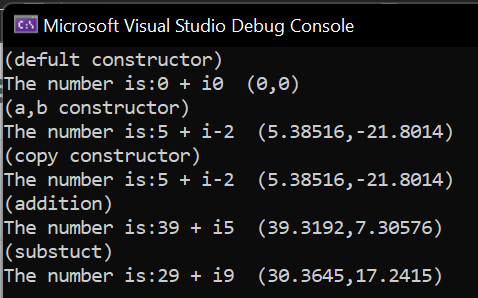 Microsoft Visual Studio Debug Console
(defult constructor)
The number is:0 + i0  (0,0)
(a,b constructor)
The number is:5 + i-2  (5.38516,-21.8014)
(copy constructor)
The number is:5 + i-2  (5.38516,-21.8014)
(addition)
The number is:39 + i5  (39.3192,7.30576)
(substuct)
The number is:29 + i9  (30.3645,17.2415)